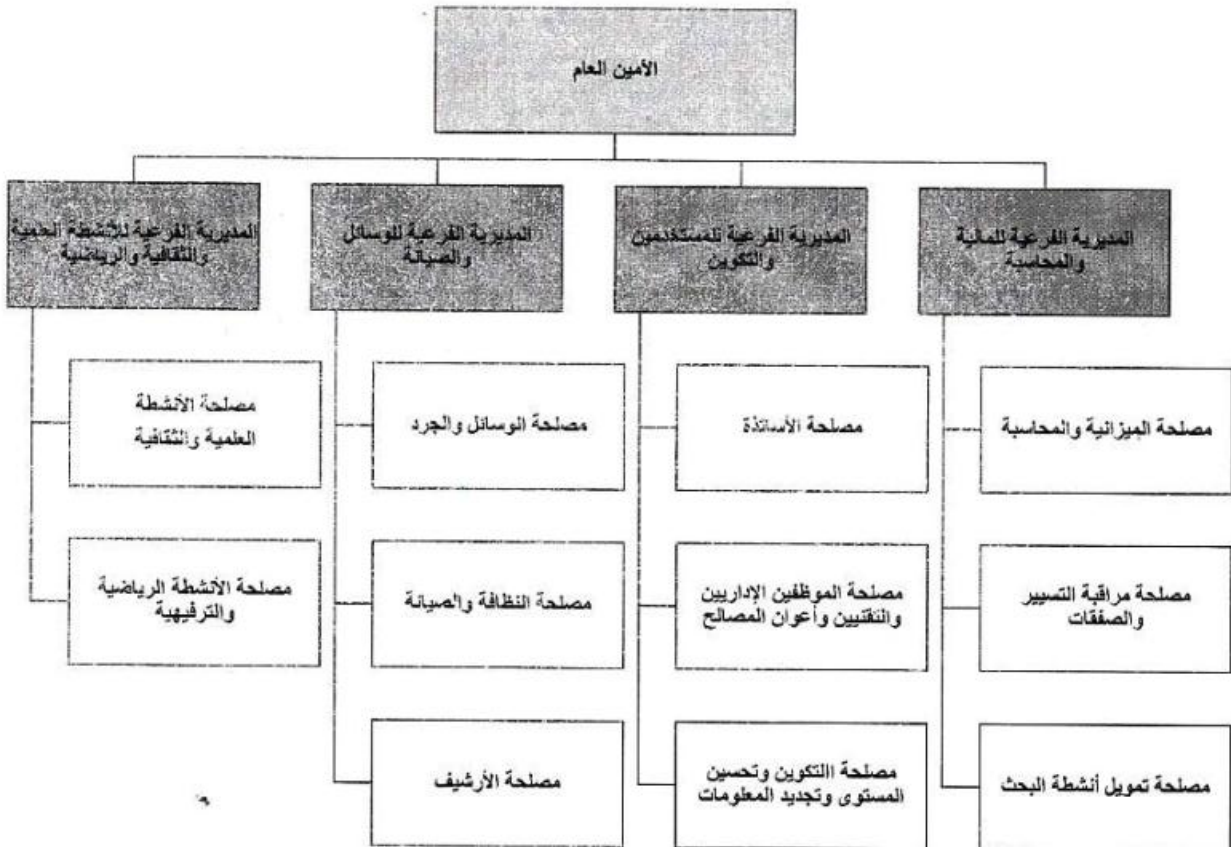 الأمين العام
المديرية الفرعية للمالية
والمحاسبة
المديرية الفرعية للمستخدمين
والتكوين
المديرية الفرعية للوسائل
والصيانة
المديرية الفرعية للأنشطة العلمية
والثقافية والرياضية
مصلحة الميزانية والمحاسبة
مصلحة الأساتذة
مصلحة الوسائل والجرد
مصلحة الأنشطة
العلمية والثقافية
مصلحة مراقبة التسيير
والصفقات
مصلحة الموظفين الإداريين
والتقنيين وأعوان المصالح
مصلحة النظافة والصيانة
مصلحة الأنشطة الرياضية
والترفيهية
مصلحة تمويل أنشطة البحث
مصلحة االتكوين وتحسين
المستوى وتجديد المعلومات
مصلحة الأرشيف